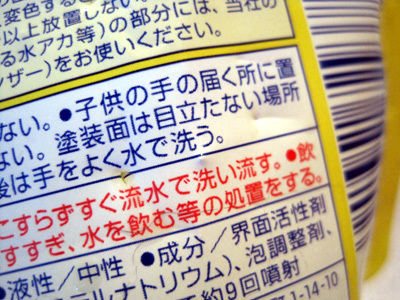 変色する
以上放置しない。
る水アカ等)の部分には、当社の
ンザー)をお使いください。
ない。●子供の手の届く所に置
ない。塗装面は目立たない場所
後は手をよく水で洗う。
こすらずすぐ流水で洗い流す。●飲
すすぎ、水を飲む等の処置をする。
●液性/中性 ●成分/界面活性剤
ルナトリウム)、泡調整剤、
約9回噴射
1-14-10